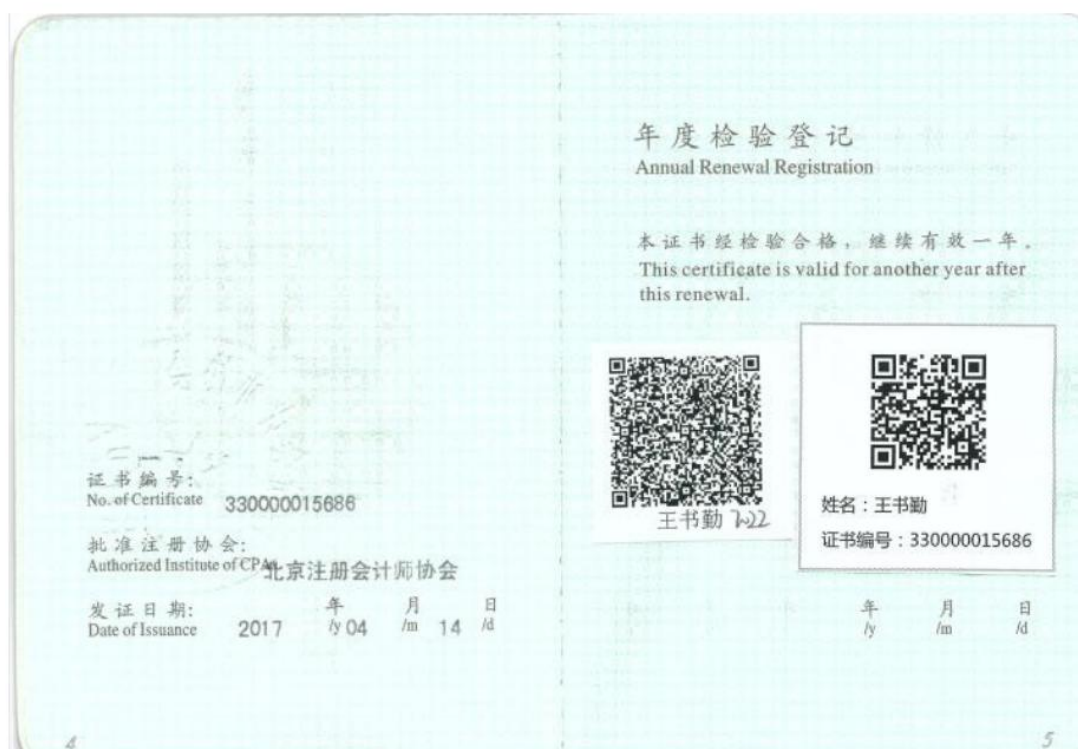 证书编号:
No. of Certificate 330000015686
批准注册协会:
Authorized Institute of CPAs 北京注册会计师协会
发证日期: 年 月 日
Date of Issuance 2017 /y 04 /m 14 /d
4
年度检验登记
Annual Renewal Registration
本证书经检验合格，继续有效一年。
This certificate is valid for another year after
this renewal.
王书勤 2022
姓名：王书勤
证书编号：330000015686
年 月 日
/y /m /d
5